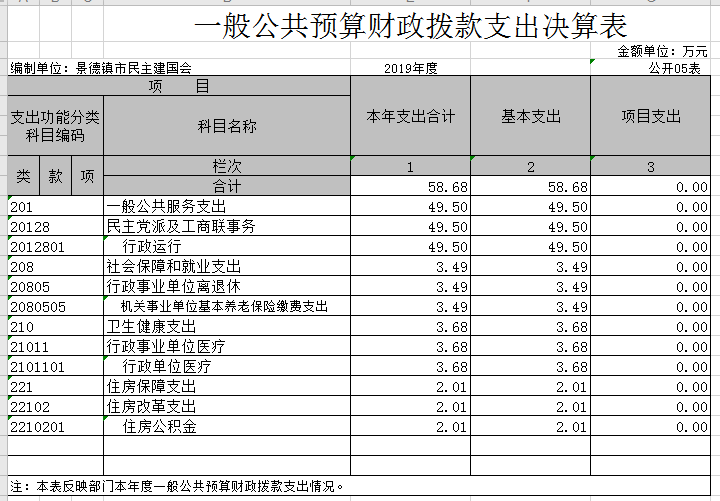 一般公共预算财政拨款支出决算表
金额单位：万元
编制单位：景德镇市民主建国会 2019年度 公开05表
项 目 本年支出合计 基本支出 项目支出
支出功能分类科目编码 科目名称
类 款 项 栏次 1 2 3
合计 58.68 58.68 0.00
201 一般公共服务支出 49.50 49.50 0.00
20128 民主党派及工商联事务 49.50 49.50 0.00
2012801 行政运行 49.50 49.50 0.00
208 社会保障和就业支出 3.49 3.49 0.00
20805 行政事业单位离退休 3.49 3.49 0.00
2080505 机关事业单位基本养老保险缴费支出 3.49 3.49 0.00
210 卫生健康支出 3.68 3.68 0.00
21011 行政事业单位医疗 3.68 3.68 0.00
2101101 行政单位医疗 3.68 3.68 0.00
221 住房保障支出 2.01 2.01 0.00
22102 住房改革支出 2.01 2.01 0.00
2210201 住房公积金 2.01 2.01 0.00
注：本表反映部门本年度一般公共预算财政拨款支出情况。